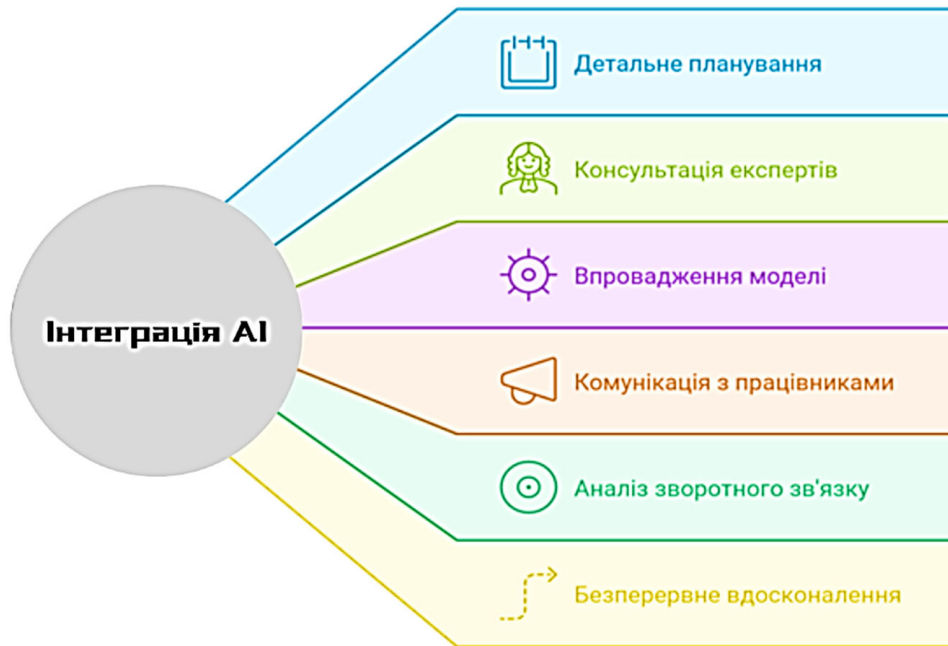 Детальне планування
Консультація експертів
Впровадження моделі
Інтеграція AI
Комунікація з працівниками
Аналіз зворотного зв'язку
Безперервне вдосконалення